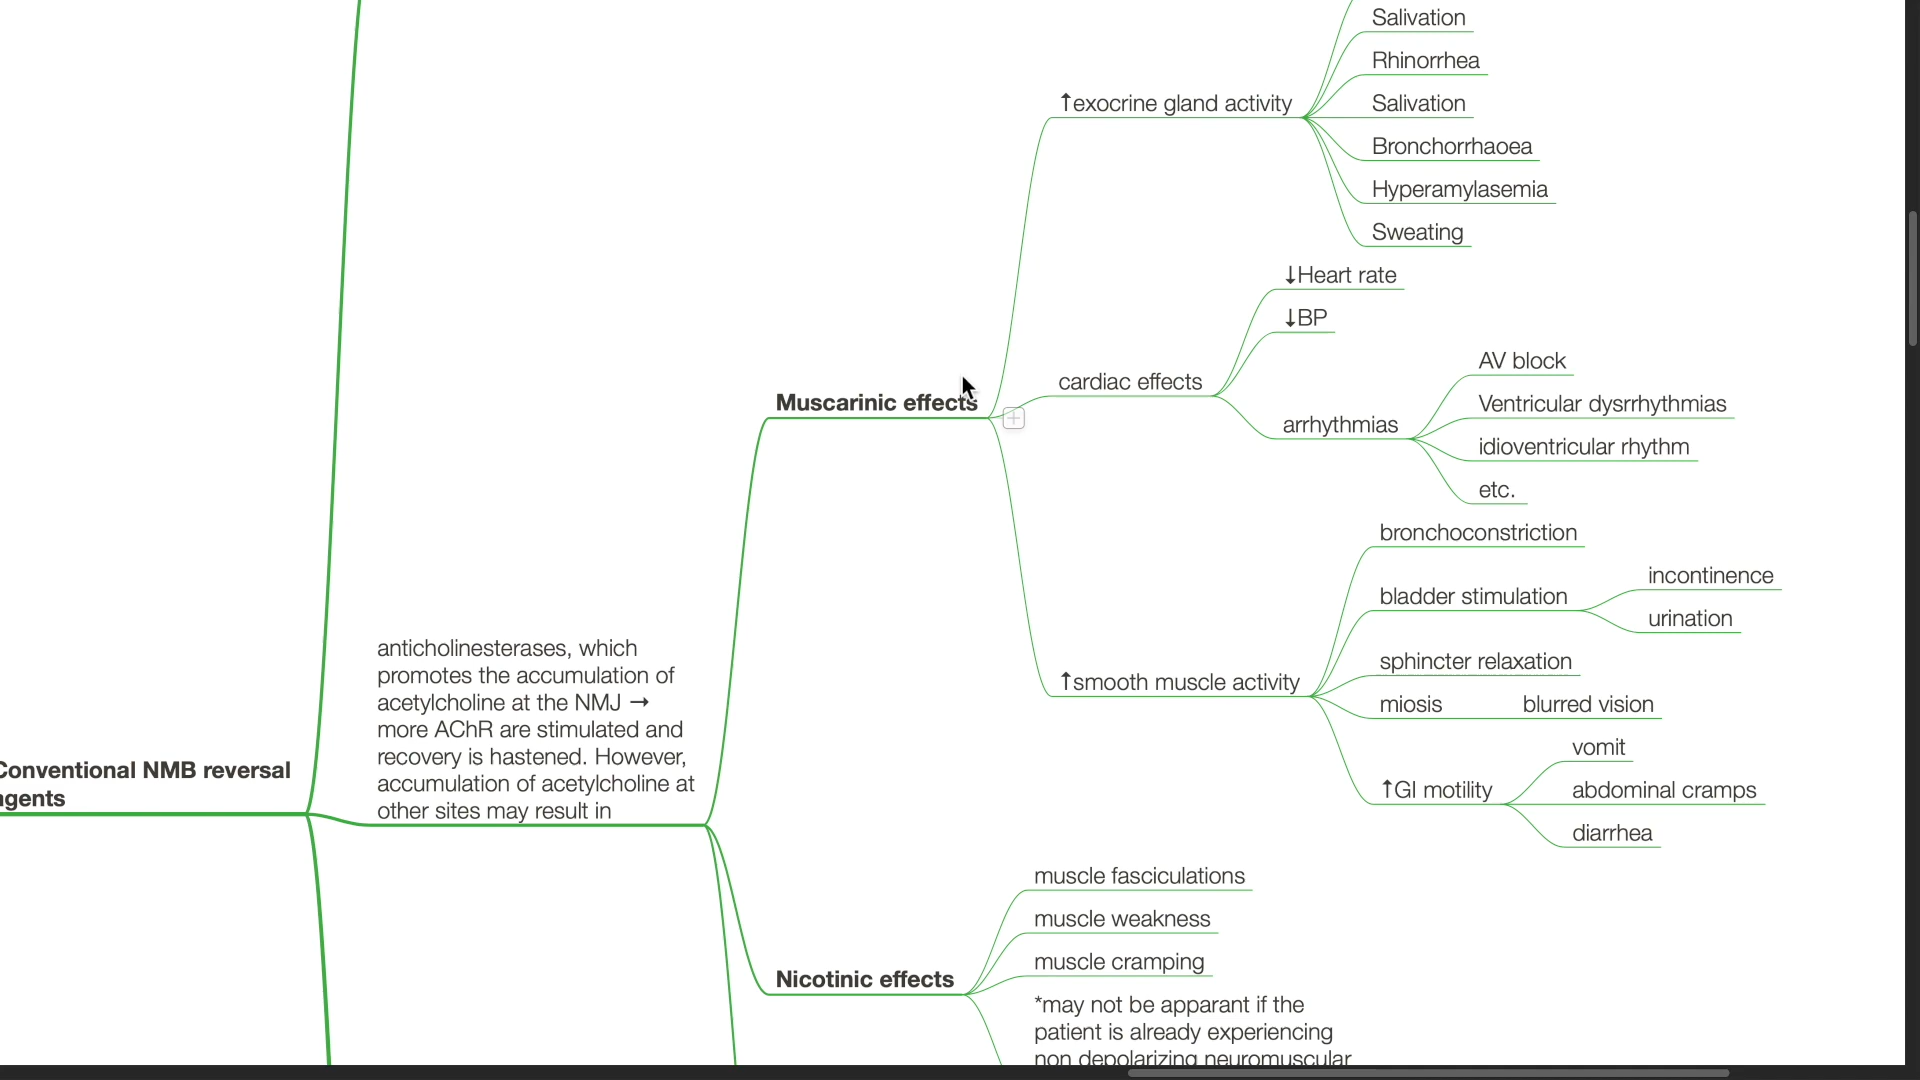 Salivation
Rhinorrhea
↑exocrine gland activity
Salivation
Bronchorrhaoea
Hyperamylasemia
Sweating
↓Heart rate
↓BP
AV block
cardiac effects
Muscarinic effects
Ventricular dysrrhythmias
arrhythmias
idioventricular rhythm
etc.
bronchoconstriction
incontinence
bladder stimulation
urination
sphincter relaxation
↑smooth muscle activity
miosis
blurred vision
vomit
↑GI motility
abdominal cramps
diarrhea
anticholinesterases, which
promotes the accumulation of
acetylcholine at the NMJ →
more AChR are stimulated and
recovery is hastened. However,
accumulation of acetylcholine at
other sites may result in
Conventional NMB reversal
agents
muscle fasciculations
muscle weakness
muscle cramping
Nicotinic effects
*may not be apparant if the
patient is already experiencing
non depolarizing neuromuscular